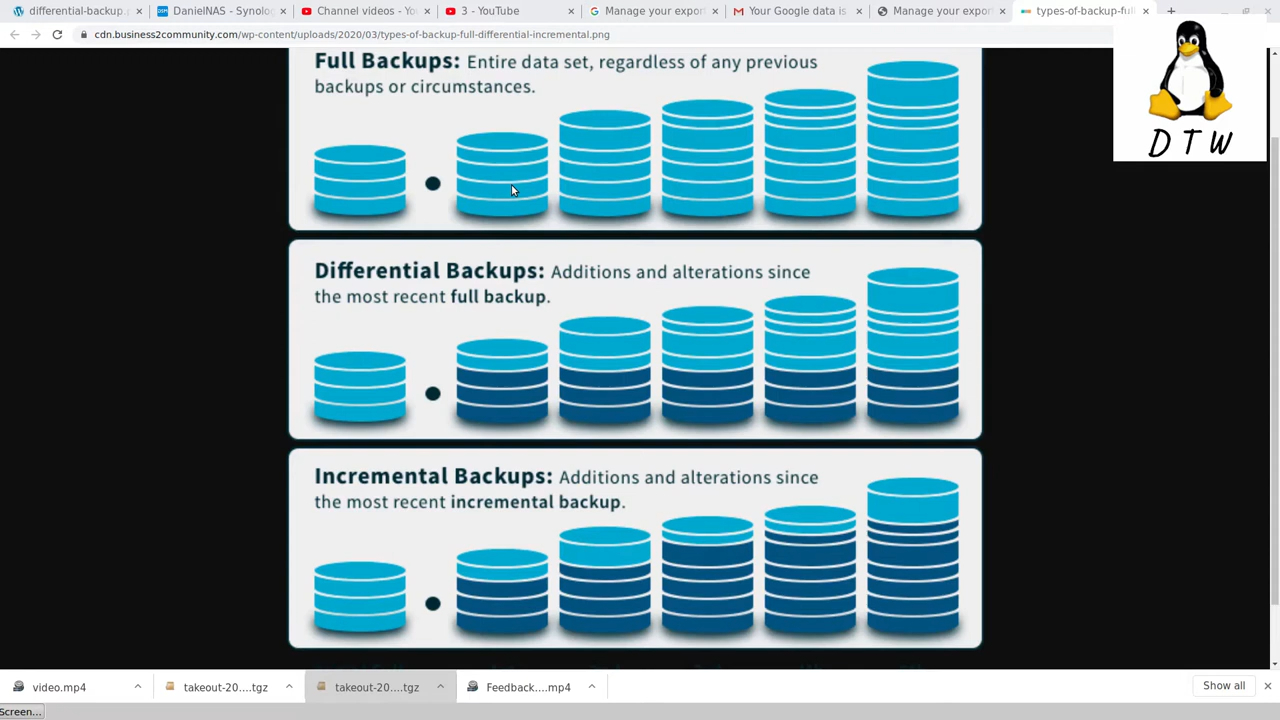 differential-backup.p
DanielNAS - Synolog
Channel videos - Yo
3 - YouTube
Manage your export
Your Google data is
Manage your export
types-of-backup-full
cdn.business2community.com/wp-content/uploads/2020/03/types-of-backup-full-differential-incremental.png
DTW
Full Backups: Entire data set, regardless of any previous
backups or circumstances.
Differential Backups: Additions and alterations since
the most recent full backup.
Incremental Backups: Additions and alterations since
the most recent incremental backup.
video.mp4
takeout-20....tgz
takeout-20....tgz
Feedback....mp4
Show all
Screen...